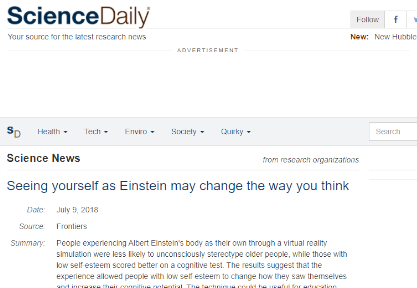 ScienceDaily
Follow f
Your source for the latest research news
New: New Hubble
ADVERTISEMENT
SD Health Tech Enviro Society Quirky Search
Science News
from research organizations
Seeing yourself as Einstein may change the way you think
Date: July 9, 2018
Source: Frontiers
Summary: People experiencing Albert Einstein's body as their own through a virtual reality
simulation were less likely to unconsciously stereotype older people, while those with
low self esteem scored better on a cognitive test. The results suggest that the
experience allowed people with low self esteem to change how they saw themselves
and increase their cognitive potential. The technique could be useful for education